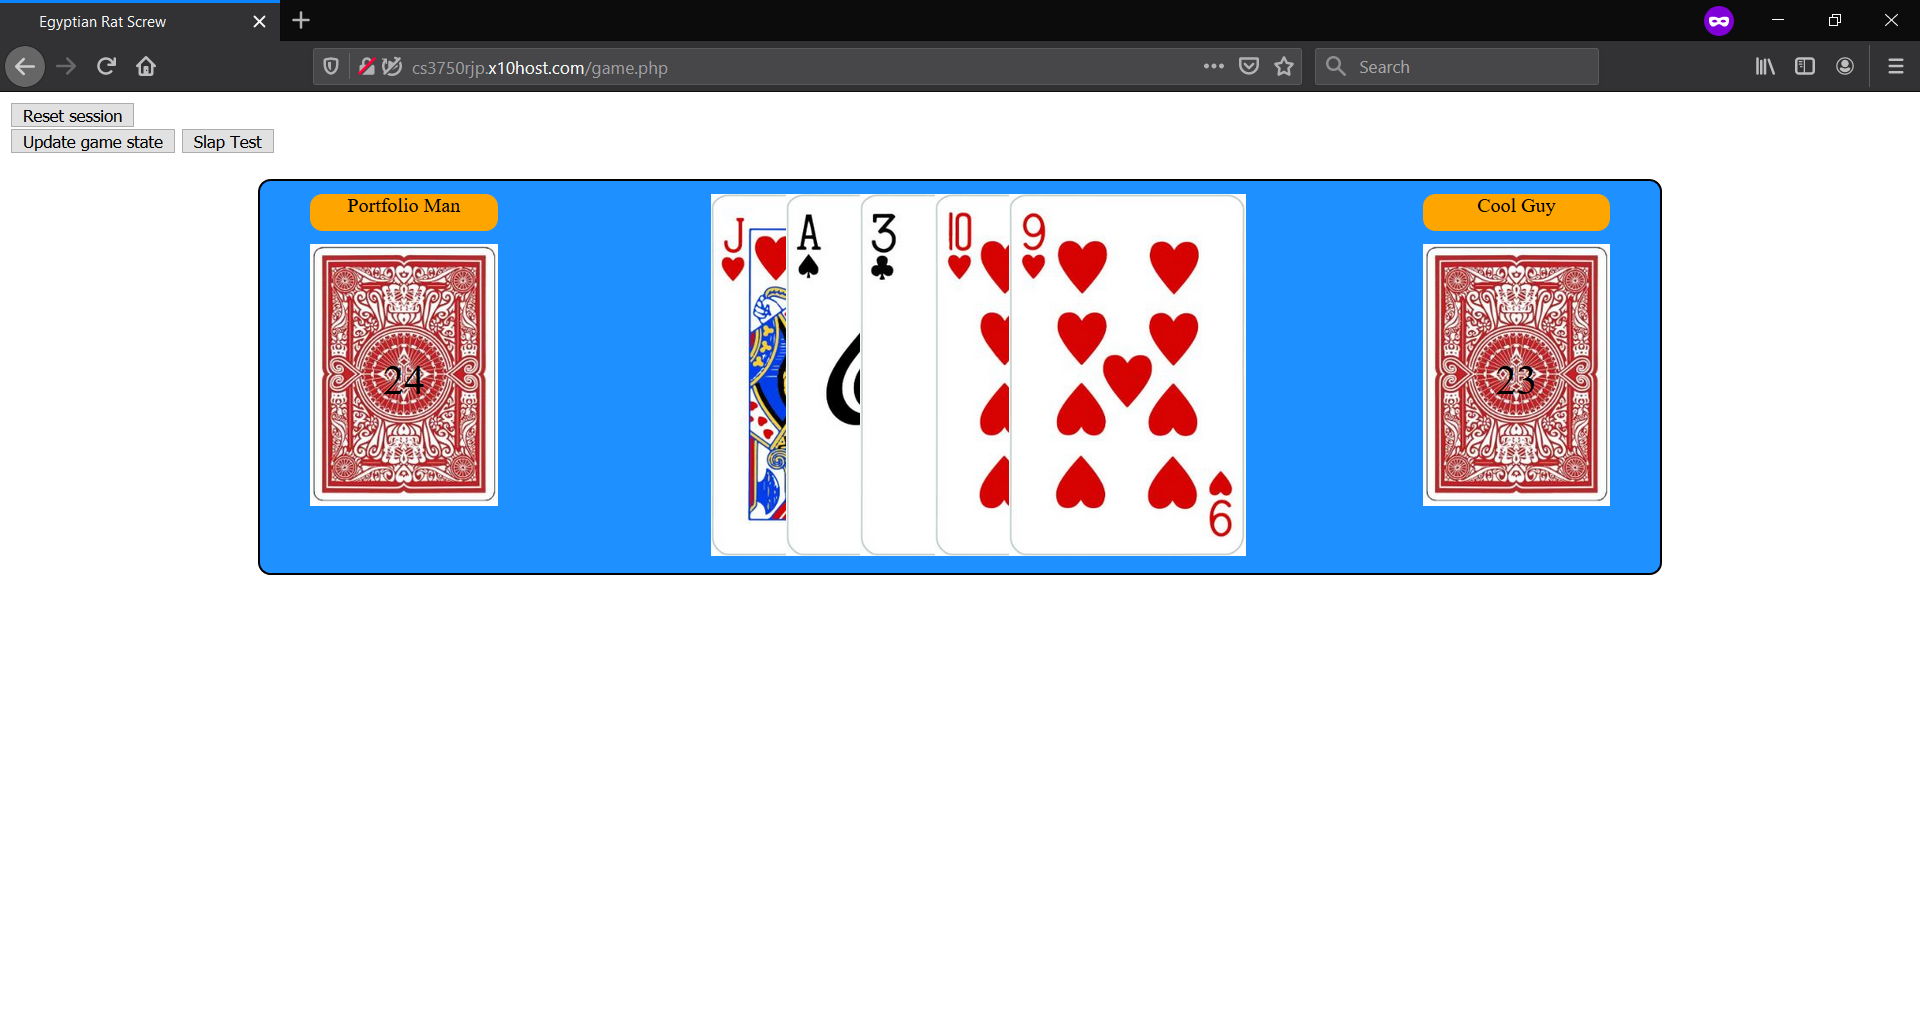 Egyptian Rat Screw
cs3750rjp.x10host.com/game.php
Search
Reset session
Update game state Slap Test
Portfolio Man
Cool Guy
J A 3 10 9
24
23
9